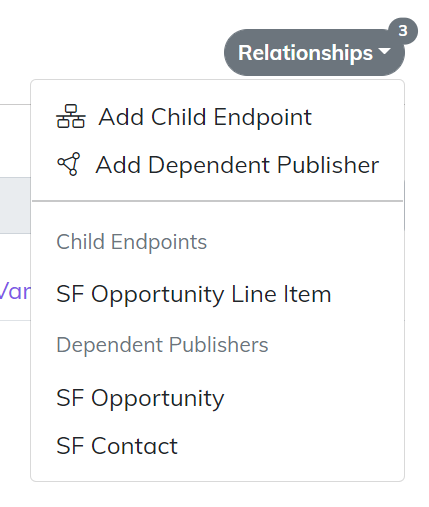 3
Relationships
Add Child Endpoint
Add Dependent Publisher
Child Endpoints
Var
SF Opportunity Line Item
Dependent Publishers
SF Opportunity
SF Contact